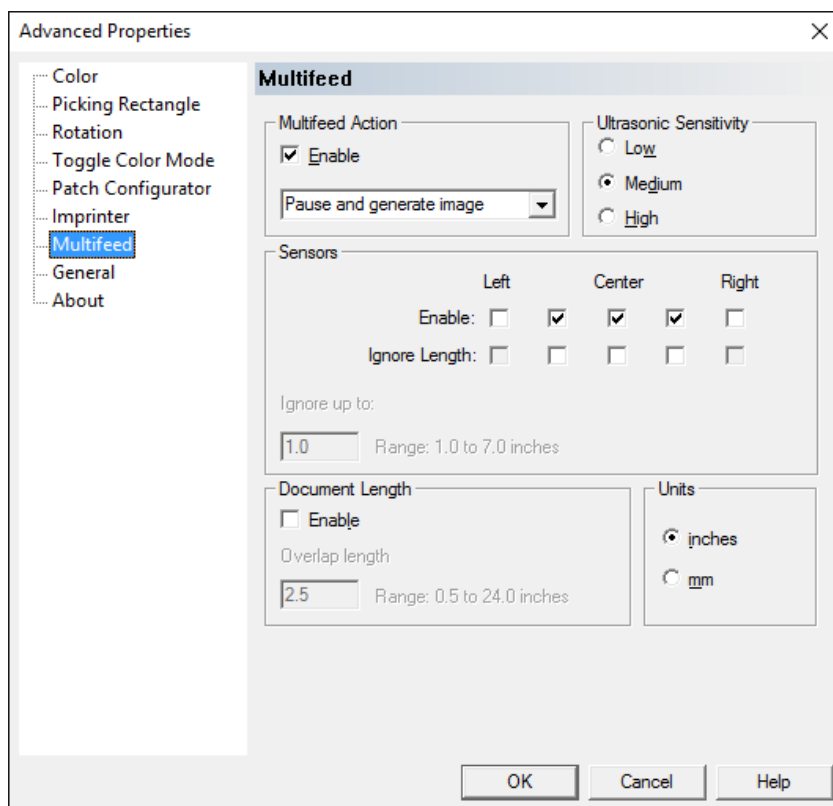 Advanced Properties
Color
Picking Rectangle
Rotation
Toggle Color Mode
Patch Configurator
Imprinter
Multifeed
General
About
Multifeed
Multifeed Action
Enable
Pause and generate image
Ultrasonic Sensitivity
Low
Medium
High
Sensors
Left Center Right
Enable:
Ignore Length:
Ignore up to:
1.0 Range: 1.0 to 7.0 inches
Document Length
Enable
Overlap length
2.5 Range: 0.5 to 24.0 inches
Units
inches
mm
OK Cancel Help